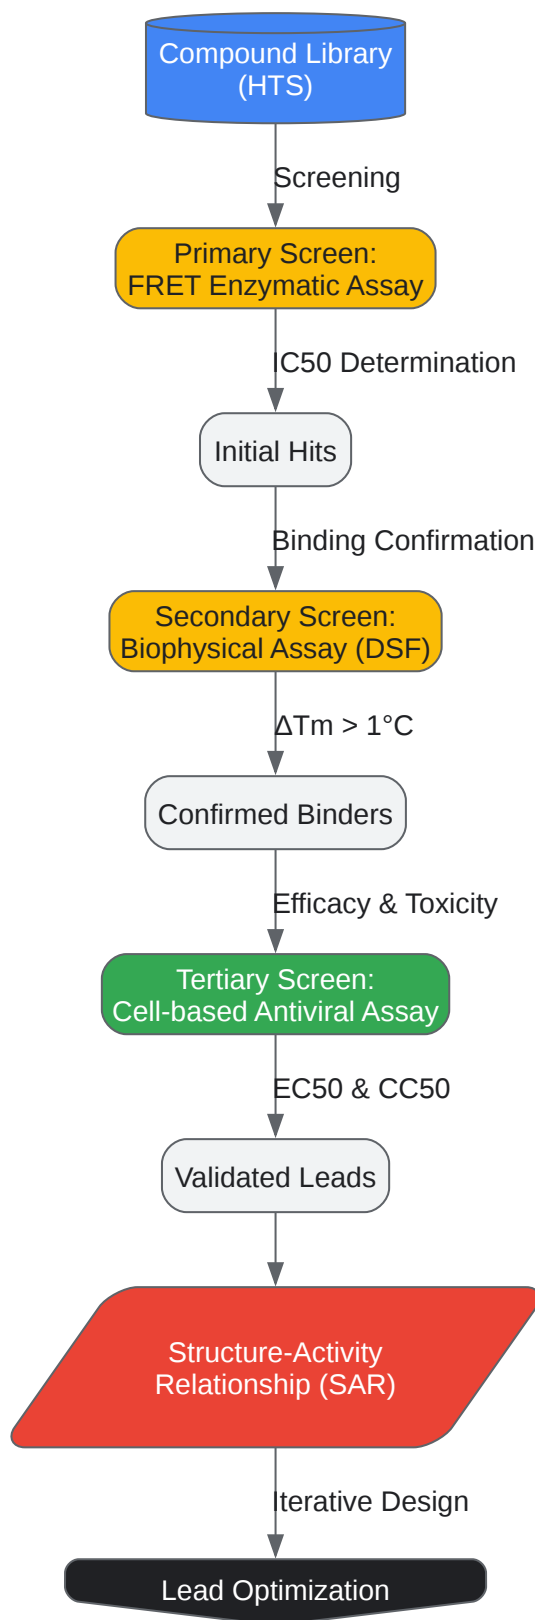 Compound Library
(HTS)
Screening
Primary Screen:
FRET Enzymatic Assay
IC50 Determination
Initial Hits
Binding Confirmation
Secondary Screen:
Biophysical Assay (DSF)
ΔTm > 1°C
Confirmed Binders
Efficacy & Toxicity
Tertiary Screen:
Cell-based Antiviral Assay
EC50 & CC50
Validated Leads
Structure-Activity
Relationship (SAR)
Iterative Design
Lead Optimization